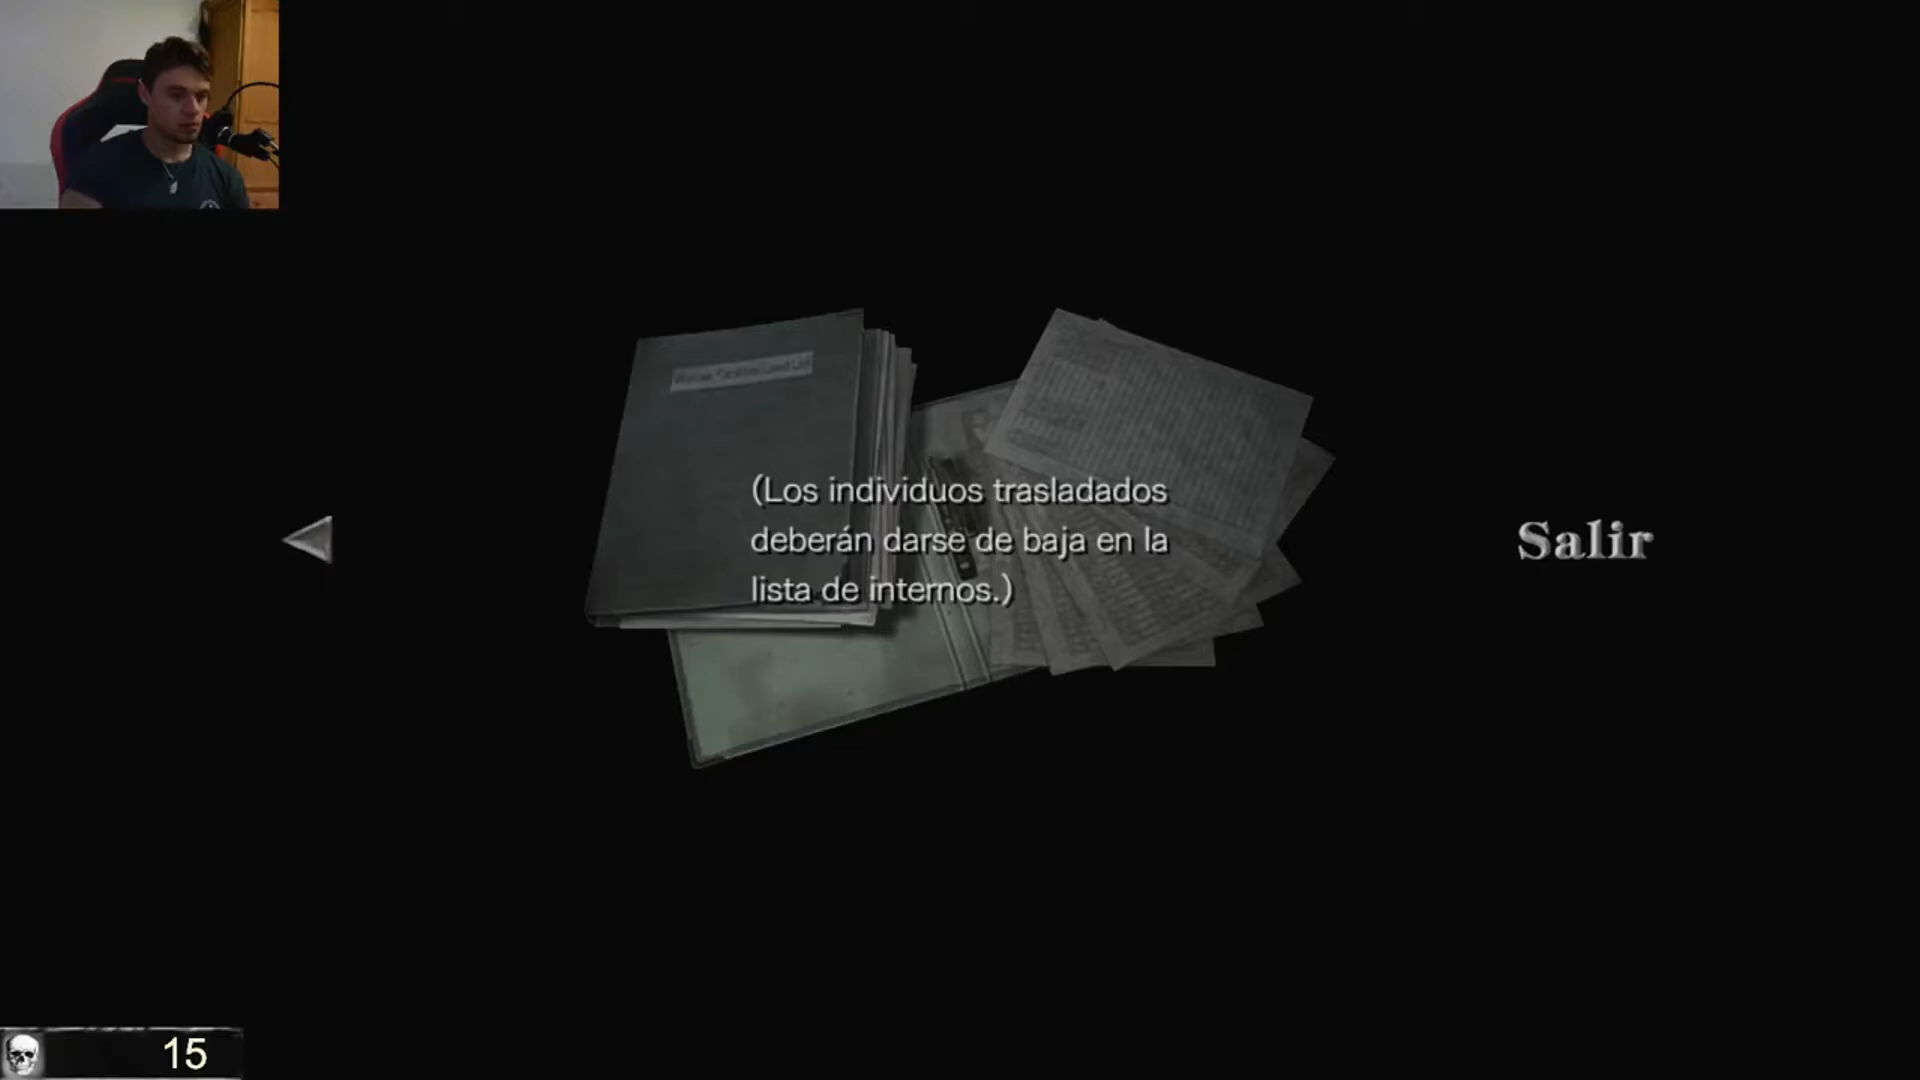 (Los individuos trasladados
deberán darse de baja en la
lista de internos.)
Salir
15